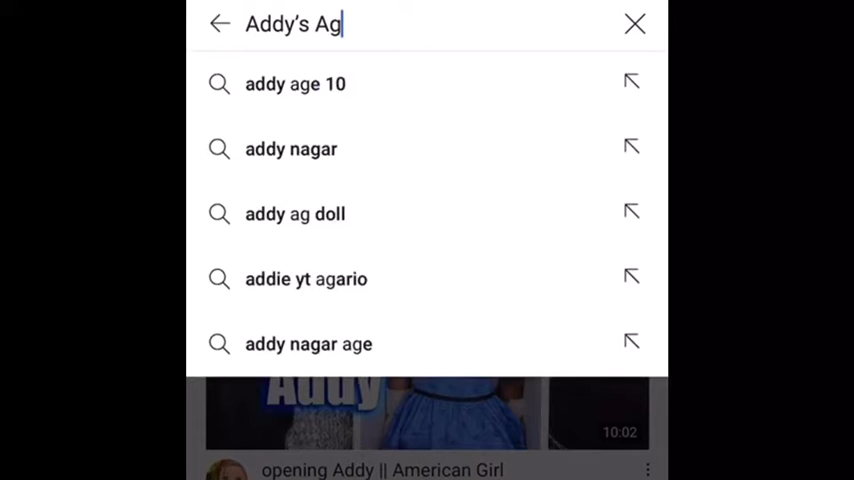 Addy’s Ag
addy age 10
addy nagar
addy ag doll
addie yt agario
addy nagar age
Addy
10:02
opening Addy || American Girl